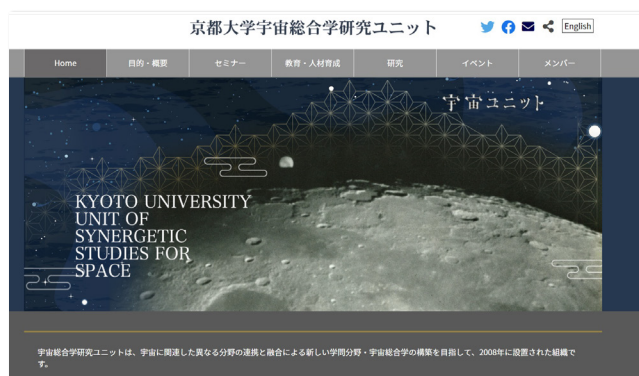 京都大学宇宙総合学研究ユニット
English
Home 目的・概要 セミナー 教育・人材育成 研究 イベント メンバー
宇宙ユニット
KYOTO UNIVERSITY
UNIT OF
SYNERGETIC
STUDIES FOR
SPACE
宇宙総合学研究ユニットは、宇宙に関連した異なる分野の連携と融合による新しい学問分野・宇宙総合学の構築を目指して、2008年に設置された組織で
す。